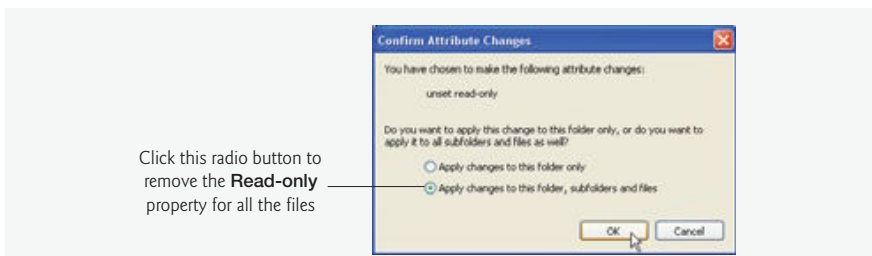 Confirm Attribute Changes
You have chosen to make the following attribute changes:
unset read-only
Do you want to apply this change to this folder only, or do you want to
apply it to all subfolders and files as well?
Apply changes to this folder only
Apply changes to this folder, subfolders and files
OK
Cancel
Click this radio button to
remove the Read-only
property for all the files